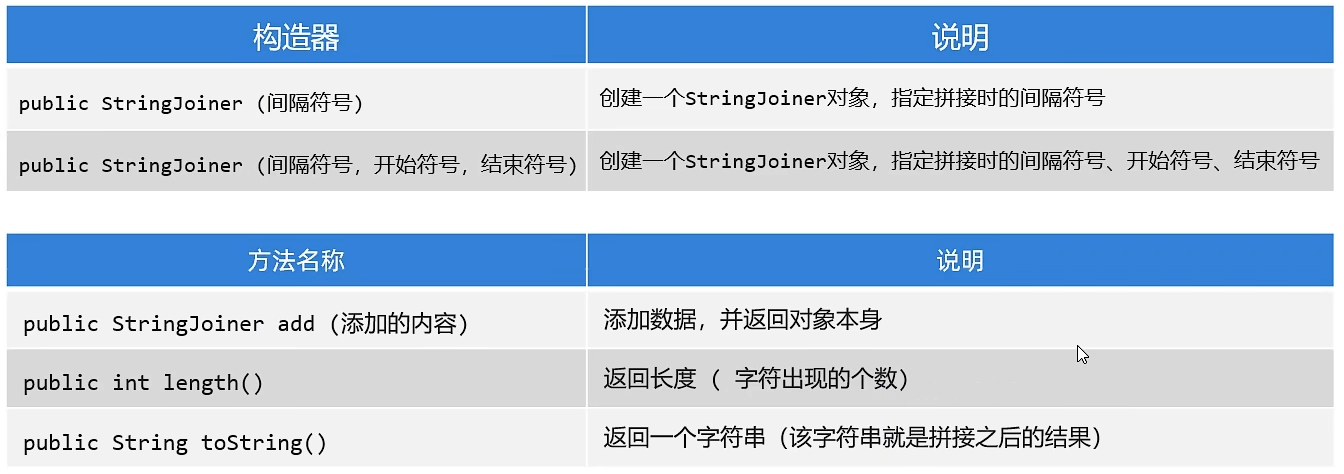 构造器 说明
public StringJoiner (间隔符号) 创建一个StringJoiner对象，指定拼接时的间隔符号
public StringJoiner (间隔符号，开始符号，结束符号) 创建一个StringJoiner对象，指定拼接时的间隔符号、开始符号、结束符号
方法名称 说明
public StringJoiner add (添加的内容) 添加数据，并返回对象本身
public int length() 返回长度（ 字符出现的个数）
public String toString() 返回一个字符串（该字符串就是拼接之后的结果）